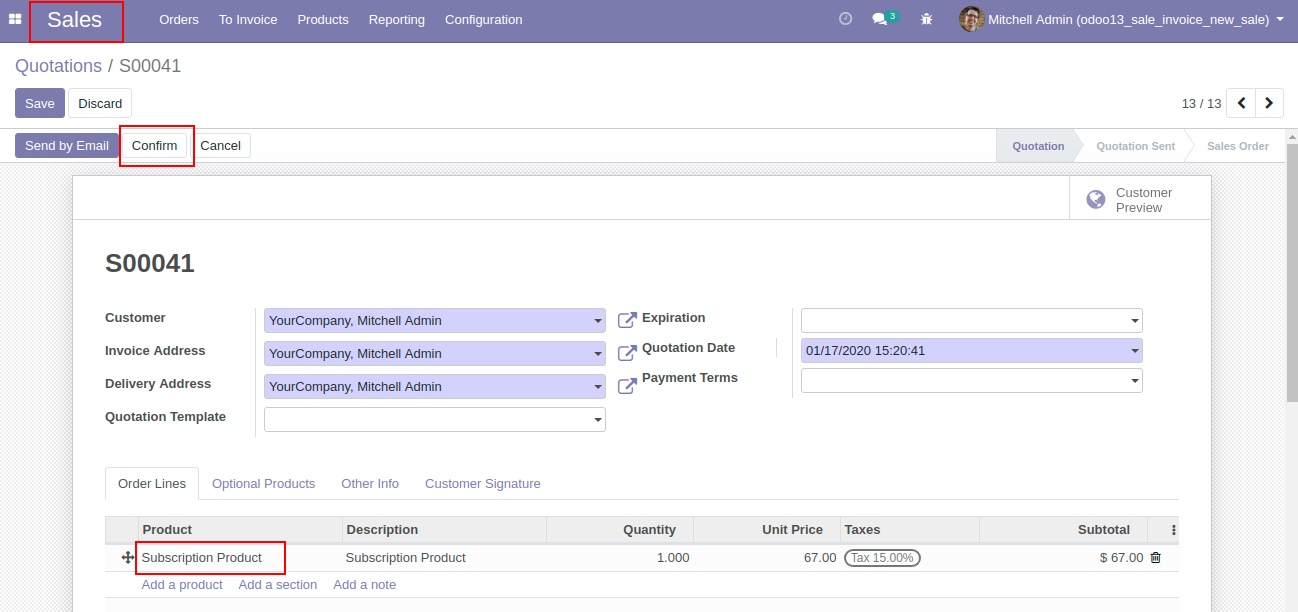 Sales Orders To Invoice Products Reporting Configuration 3 Mitchell Admin (odoo13_sale_invoice_new_sale)
Quotations / S00041
Save Discard 13 / 13
Send by Email Confirm Cancel Quotation Quotation Sent Sales Order
Customer
Preview
S00041
Customer YourCompany, Mitchell Admin Expiration
Invoice Address YourCompany, Mitchell Admin Quotation Date 01/17/2020 15:20:41
Delivery Address YourCompany, Mitchell Admin Payment Terms
Quotation Template
Order Lines Optional Products Other Info Customer Signature
Product Description Quantity Unit Price Taxes Subtotal
Subscription Product Subscription Product 1.000 67.00 Tax 15.00% $ 67.00
Add a product Add a section Add a note